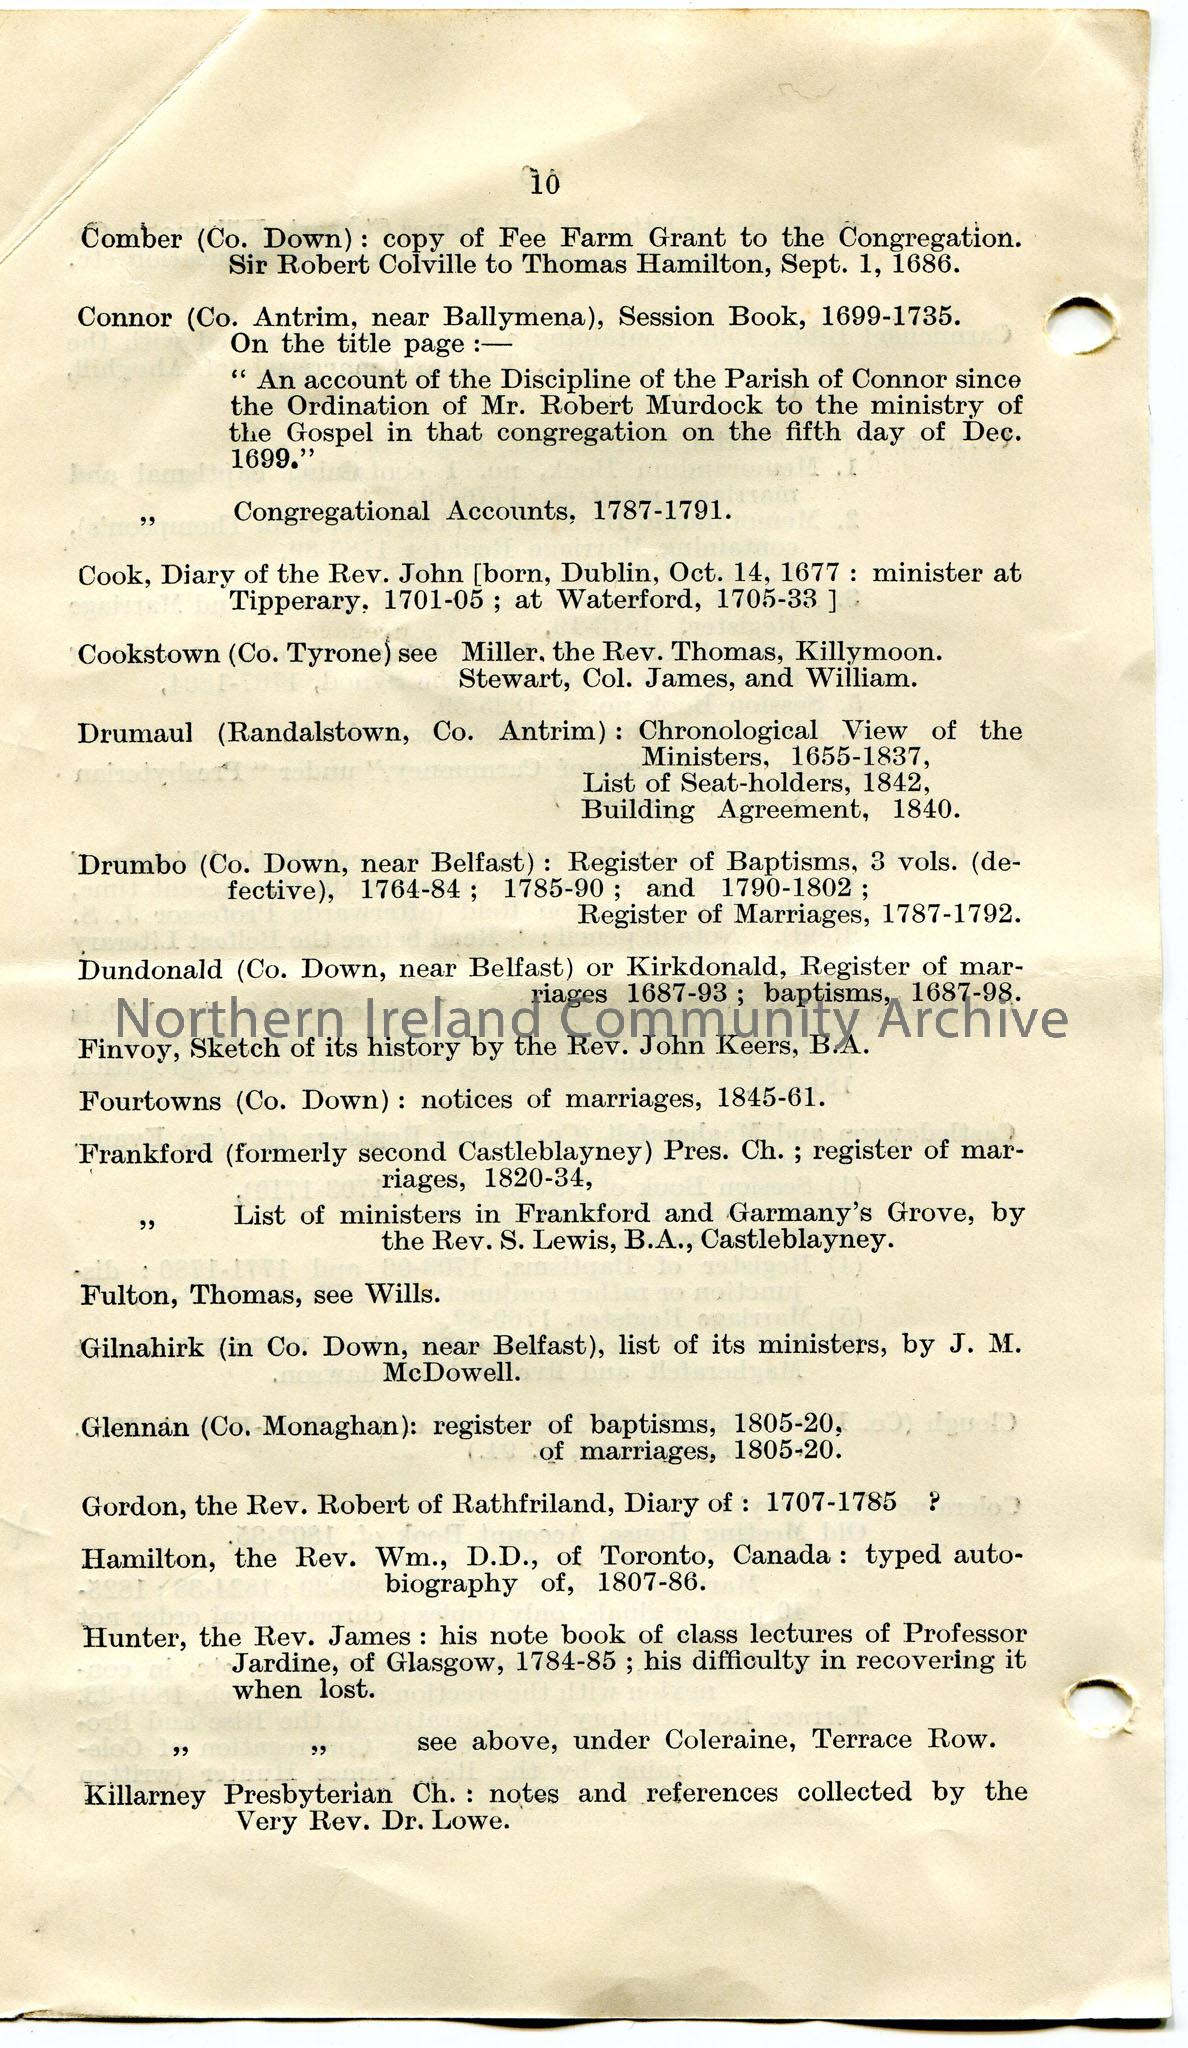 10
Comber (Co. Down) : copy of Fee Farm Grant to the Congregation.
Sir Robert Colville to Thomas Hamilton, Sept. 1, 1686.
Connor (Co. Antrim, near Ballymena), Session Book, 1699-1735.
On the title page :—
“ An account of the Discipline of the Parish of Connor since
the Ordination of Mr. Robert Murdock to the ministry of
the Gospel in that congregation on the fifth day of Dec.
1699.”
„ Congregational Accounts, 1787-1791.
Cook, Diary of the Rev. John [born, Dublin, Oct. 14, 1677 : minister at
Tipperary, 1701-05 ; at Waterford, 1705-33 ]
Cookstown (Co. Tyrone) see Miller, the Rev. Thomas, Killymoon.
Stewart, Col. James, and William.
Drumaul (Randalstown, Co. Antrim) : Chronological View of the
Ministers, 1655-1837,
List of Seat-holders, 1842,
Building Agreement, 1840.
Drumbo (Co. Down, near Belfast) : Register of Baptisms, 3 vols. (de-
fective), 1764-84 ; 1785-90 ; and 1790-1802 ;
Register of Marriages, 1787-1792.
Dundonald (Co. Down, near Belfast) or Kirkdonald, Register of mar-
riages 1687-93 ; baptisms, 1687-98.
Northern Ireland Community Archive
Finvoy, Sketch of its history by the Rev. John Keers, B.A.
Fourtowns (Co. Down) : notices of marriages, 1845-61.
Frankford (formerly second Castleblayney) Pres. Ch. ; register of mar-
riages, 1820-34,
„ List of ministers in Frankford and Garmany's Grove, by
the Rev. S. Lewis, B.A., Castleblayney.
Fulton, Thomas, see Wills.
Gilnahirk (in Co. Down, near Belfast), list of its ministers, by J. M.
McDowell.
Glennan (Co. Monaghan): register of baptisms, 1805-20,
of marriages, 1805-20.
Gordon, the Rev. Robert of Rathfriland, Diary of : 1707-1785 ?
Hamilton, the Rev. Wm., D.D., of Toronto, Canada : typed auto-
biography of, 1807-86.
Hunter, the Rev. James : his note book of class lectures of Professor
Jardine, of Glasgow, 1784-85 ; his difficulty in recovering it
when lost.
„ „ see above, under Coleraine, Terrace Row.
Killarney Presbyterian Ch. : notes and references collected by the
Very Rev. Dr. Lowe.